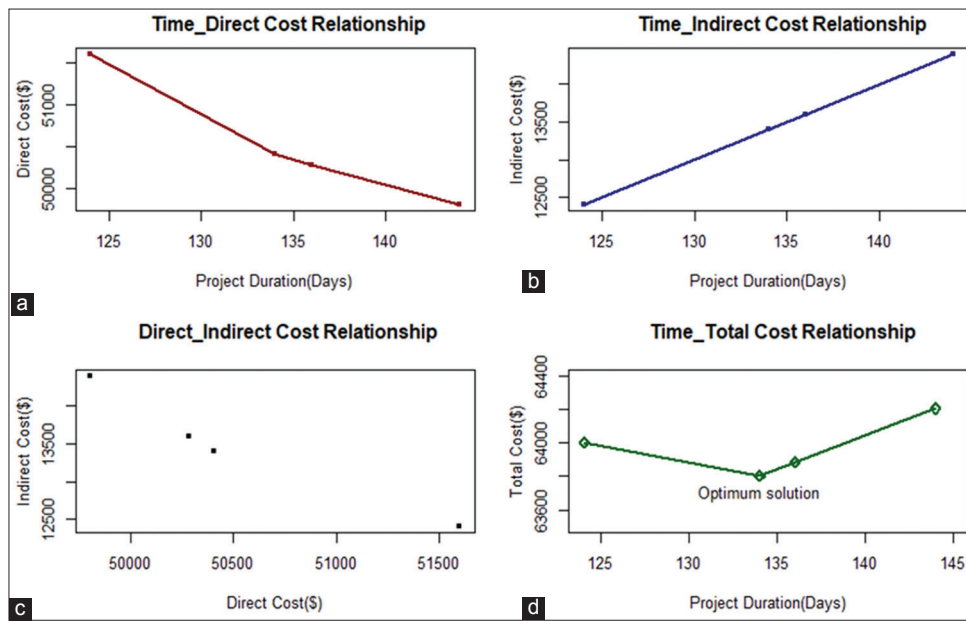 Time_Direct Cost Relationship
Direct Cost($)
51000
50000
125 130 135 140
Project Duration(Days)
a
Time_Indirect Cost Relationship
Indirect Cost($)
13500
12500
125 130 135 140
Project Duration(Days)
b
Direct_Indirect Cost Relationship
Indirect Cost($)
13500
12500
50000 50500 51000 51500
Direct Cost($)
c
Time_Total Cost Relationship
Total Cost($)
64400
64000
63600
Optimum solution
125 130 135 140 145
Project Duration(Days)
d